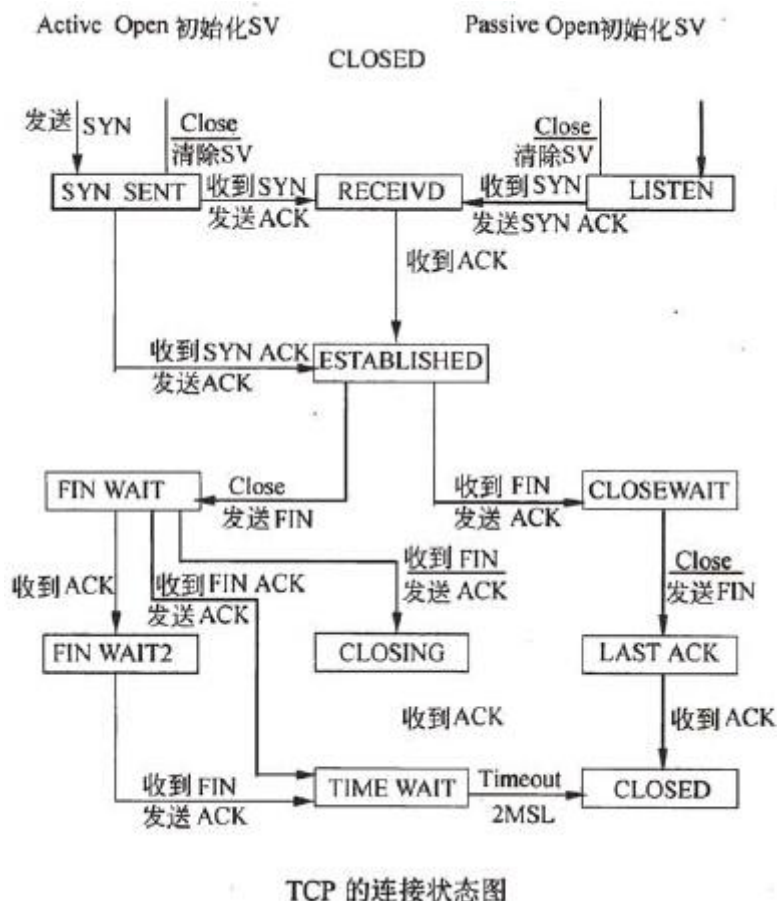 Active Open 初始化SV
Passive Open初始化SV
CLOSED
发送
SYN
Close
清除SV
Close
清除SV
SYN SENT
收到SYN
发送ACK
RECEIVD
收到SYN
发送SYN ACK
LISTEN
收到ACK
收到SYN ACK
发送ACK
ESTABLISHED
FIN WAIT
Close
发送FIN
收到 FIN
发送 ACK
CLOSEWAIT
收到ACK
收到FIN ACK
发送ACK
收到 FIN
发送 ACK
Close
发送FIN
FIN WAIT2
CLOSING
LAST ACK
收到ACK
收到ACK
收到FIN
发送 ACK
TIME WAIT
Timeout
2MSL
CLOSED
TCP 的连接状态图